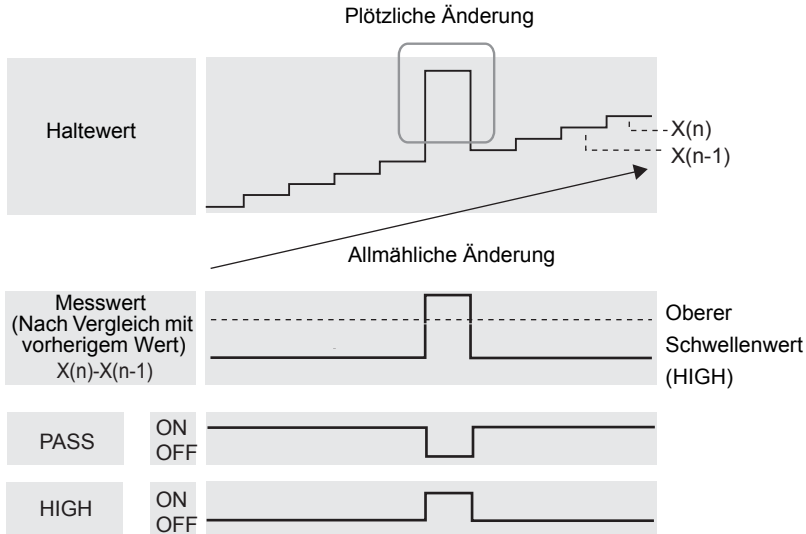 Plötzliche Änderung
Haltewert
X(n)
X(n-1)
Allmähliche Änderung
Messwert
(Nach Vergleich mit
vorherigem Wert)
X(n)-X(n-1)
Oberer
Schwellenwert
(HIGH)
PASS
ON
OFF
HIGH
ON
OFF